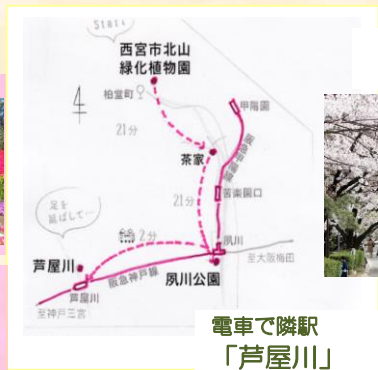 Start
西宮市北山
緑化植物園
柏堂町
甲陽園
21分
茶家
阪急甲陽線
苦楽園口
21分
足を
延ばして…
2分
夙川
至大阪梅田
芦屋川
阪急神戸線
夙川公園
芦屋川
至神戸三宮
電車で隣駅
「芦屋川」